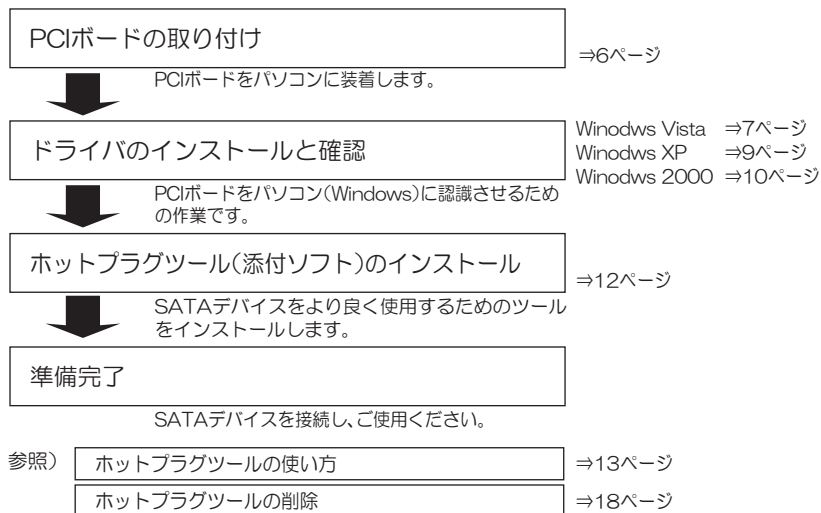 PCIボードの取り付け
⇒6ページ
PCIボードをパソコンに装着します。
ドライバのインストールと確認
Winodws Vista ⇒7ページ
Winodws XP ⇒9ページ
Winodws 2000 ⇒10ページ
PCIボードをパソコン(Windows)に認識させるため
の作業です。
ホットプラグツール(添付ソフト)のインストール
⇒12ページ
SATAデバイスをより良く使用するためのツール
をインストールします。
準備完了
SATAデバイスを接続し、ご使用ください。
参照) ホットプラグツールの使い方 ⇒13ページ
ホットプラグツールの削除 ⇒18ページ